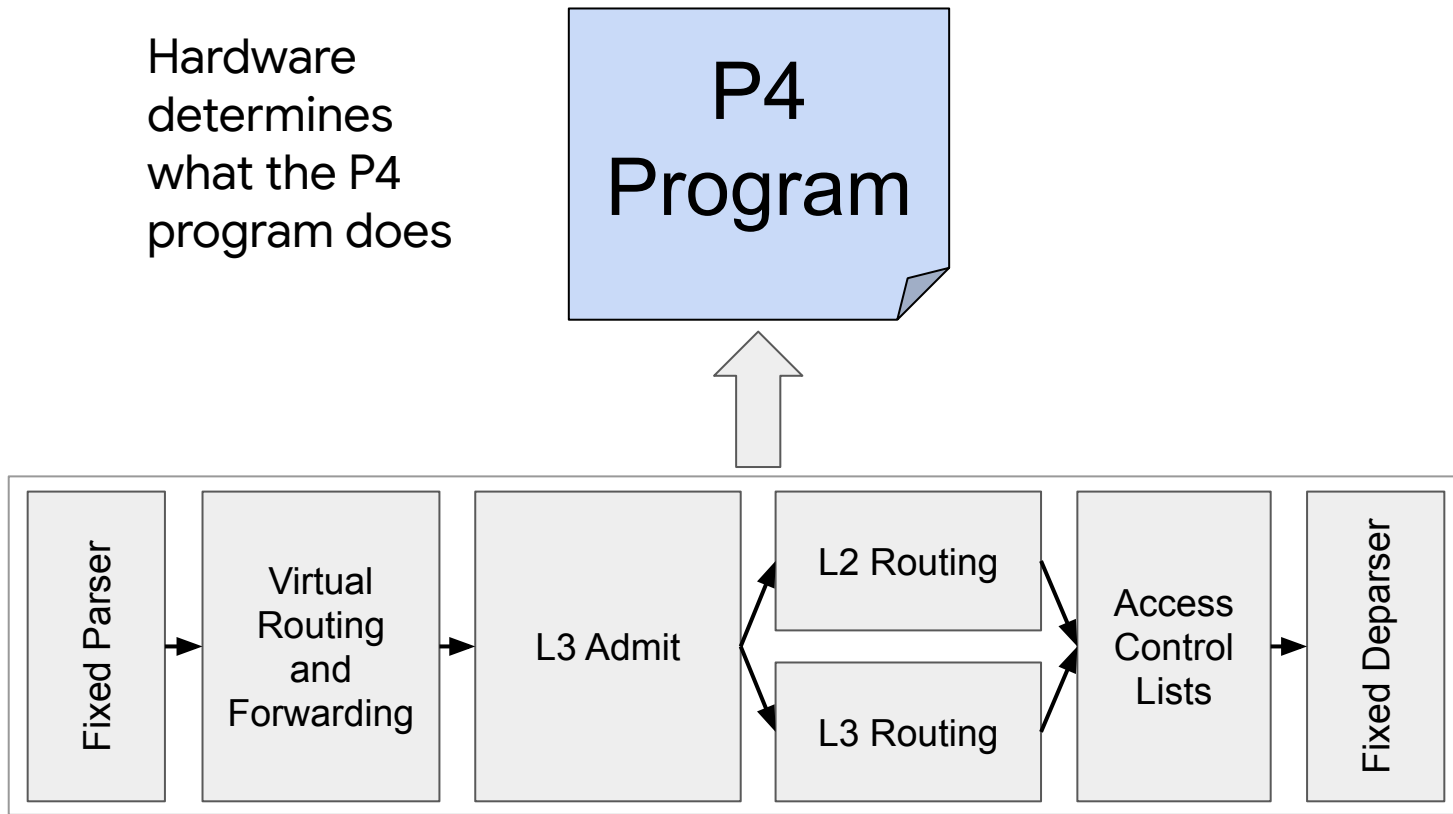 Hardware
determines
what the P4
program does
P4
Program
Fixed Parser
Virtual
Routing
and
Forwarding
L3 Admit
L2 Routing
L3 Routing
Access
Control
Lists
Fixed Deparser